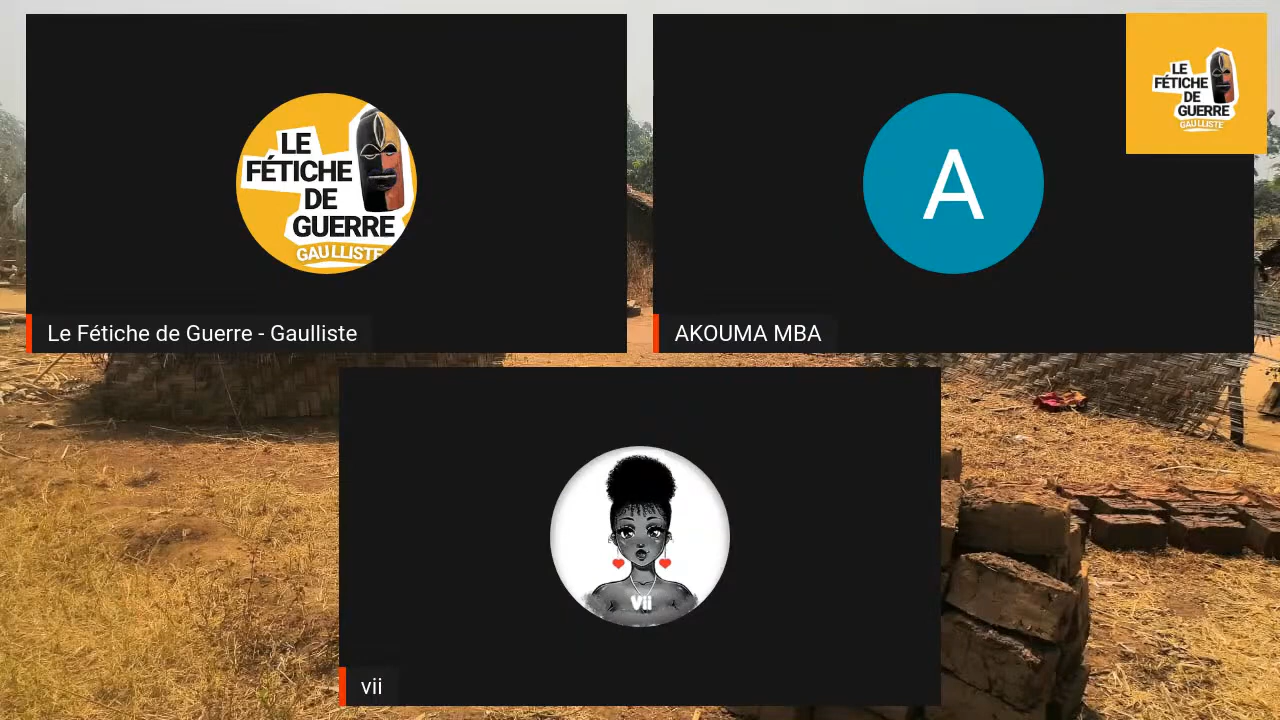 LE
FÉTICHE
DE
GUERRE
GAULLISTE
Le Fétiche de Guerre - Gaulliste
A
AKOUMA MBA
LE
FÉTICHE
DE
GUERRE
GAULLISTE
Vii
vii